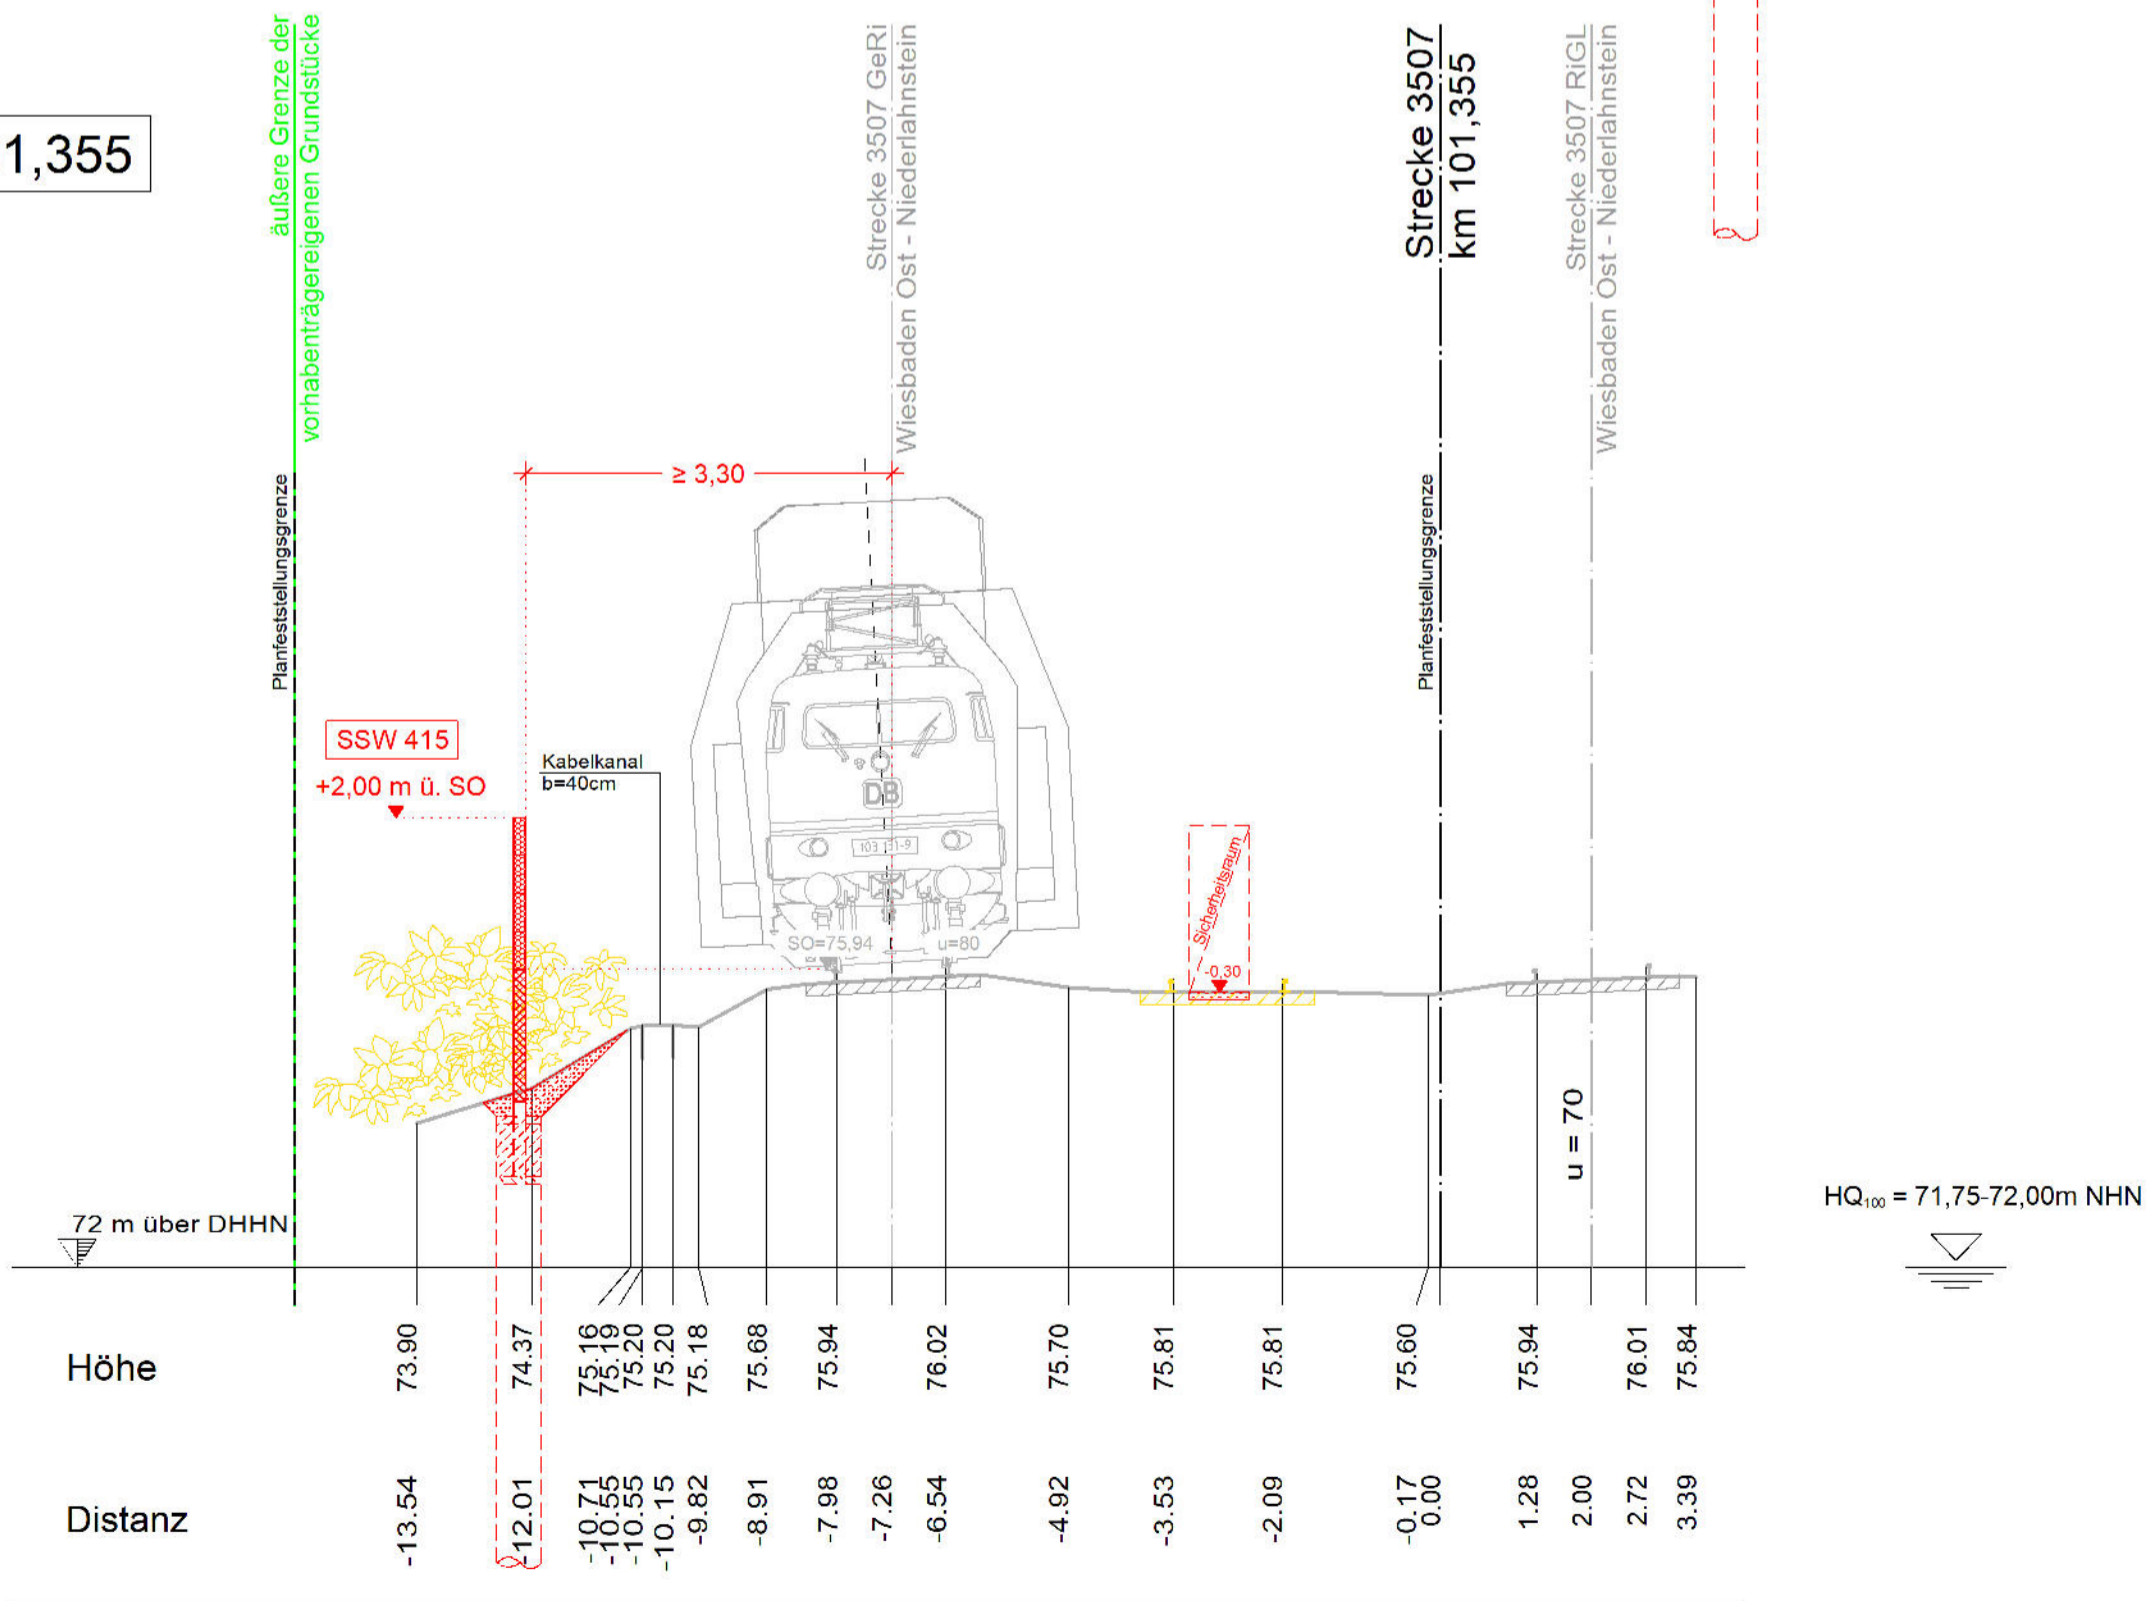 1,355
äußere Grenze der
vorhabenträgereigenen Grundstücke
Strecke 3507 GeRi
Wiesbaden Ost - Niederlahnstein
Strecke 3507
km 101,355
Strecke 3507 RiGL
Wiesbaden Ost - Niederlahnstein
≥ 3,30
Planfeststellungsgrenze
Planfeststellungsgrenze
SSW 415
+2,00 m ü. SO
Kabelkanal
b=40cm
DB
103 131-9
Sicherheitsraum
SO=75,94
u=80
-0,30
u = 70
HQ₁₀₀ = 71,75-72,00m NHN
72 m über DHHN
Höhe
73.90
74.37
75.16
75.19
75.20
75.20
75.18
75.68
75.94
76.02
75.70
75.81
75.81
75.60
75.94
76.01
75.84
Distanz
-13.54
-12.01
-10.71
-10.55
-10.55
-10.15
-9.82
-8.91
-7.98
-7.26
-6.54
-4.92
-3.53
-2.09
-0.17
0.00
1.28
2.00
2.72
3.39